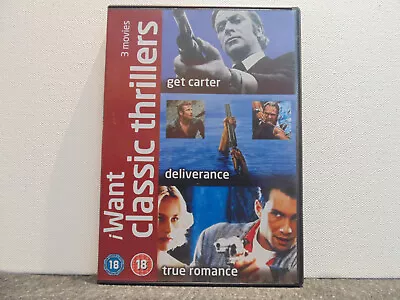 3 movies
iWant
classic thrillers
get carter
deliverance
true romance
18
18